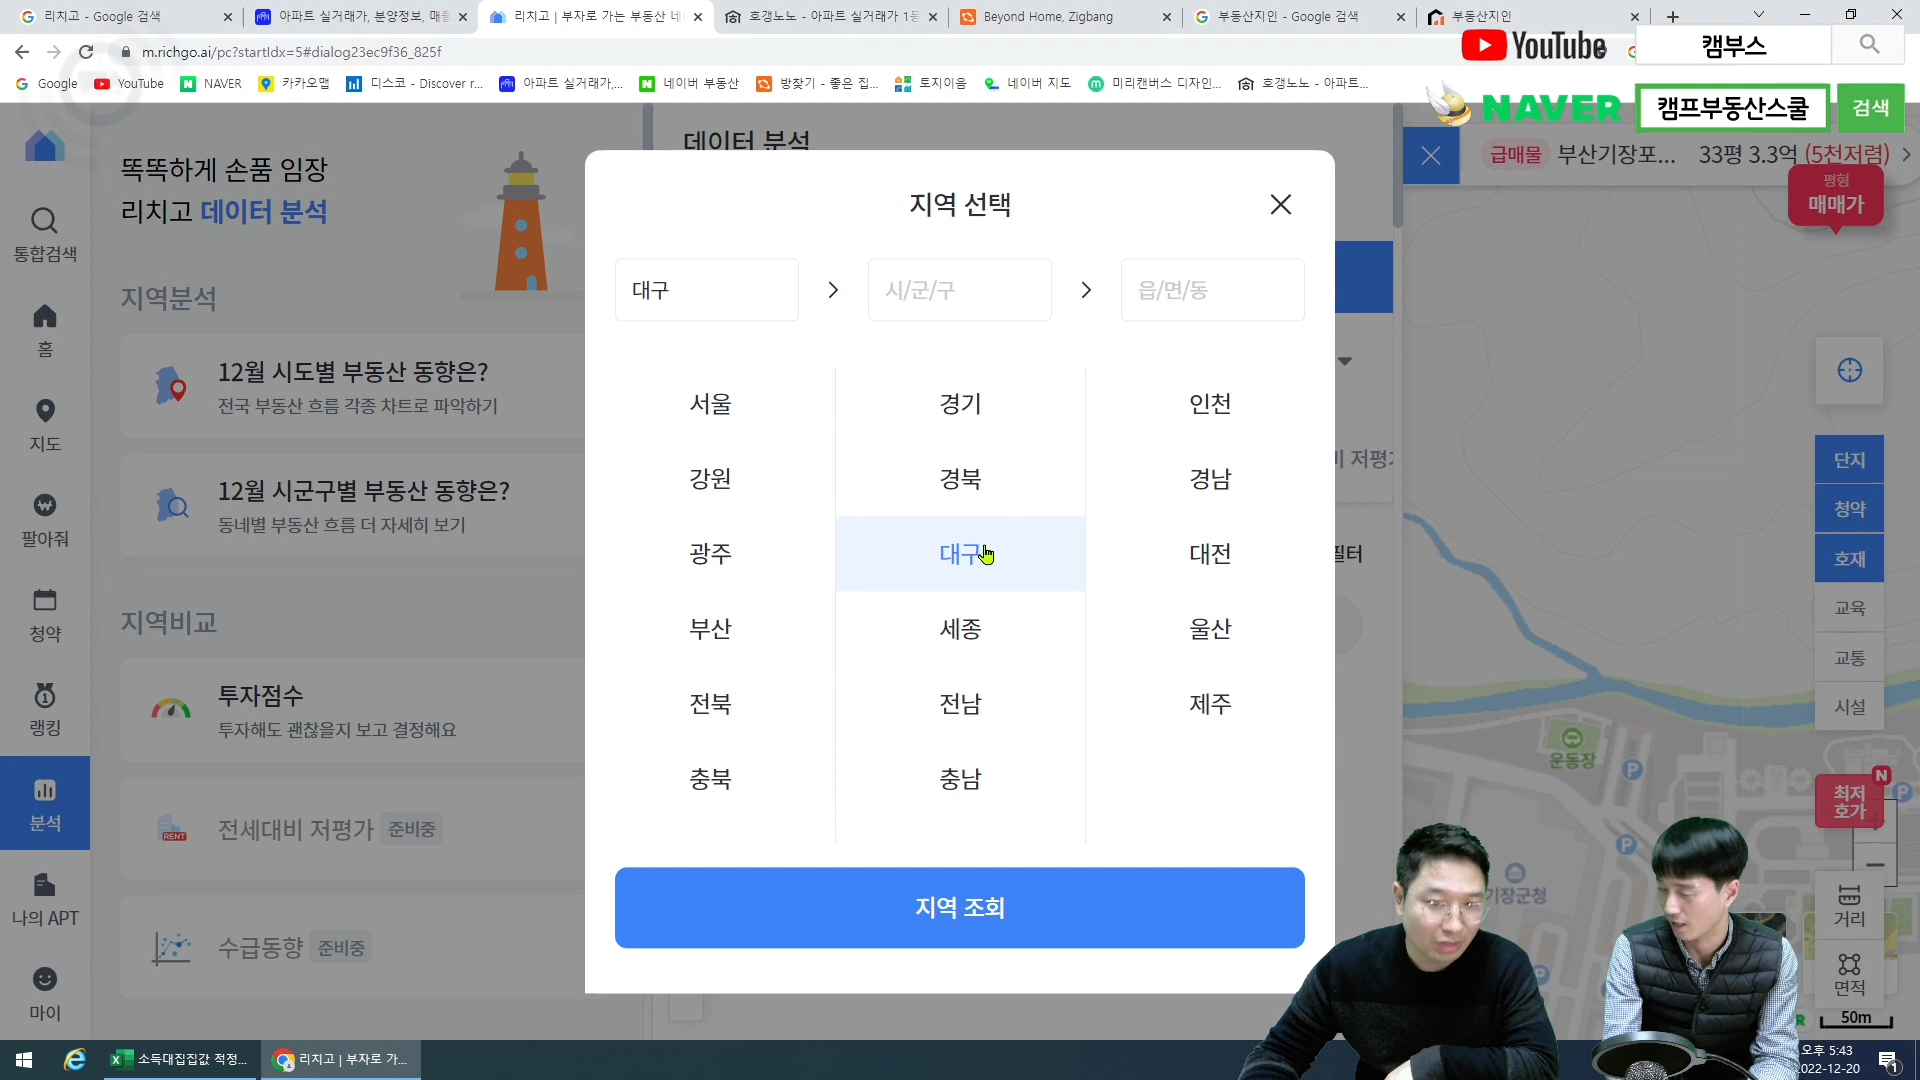 리치고 - Google 검색
아파트 실거래가, 분양정보, 매물
리치고 | 부자로 가는 부동산 네
호갱노노 - 아파트 실거래가 1등
Beyond Home, Zigbang
부동산지인 - Google 검색
부동산지인
m.richgo.ai/pc?startIdx=5#dialog23ec9f36_825f
YouTube
캠부스
Google
YouTube
NAVER
카카오맵
디스코 - Discover r...
아파트 실거래가,...
네이버 부동산
방찾기 - 좋은 집...
토지이음
네이버 지도
미리캔버스 디자인...
호갱노노 - 아파트...
NAVER
캠프부동산스쿨
검색
통합검색
홈
지도
팔아줘
청약
랭킹
분석
나의 APT
마이
똑똑하게 손품 임장
리치고 데이터 분석
지역분석
12월 시도별 부동산 동향은?
전국 부동산 흐름 각종 차트로 파악하기
12월 시군구별 부동산 동향은?
동네별 부동산 흐름 더 자세히 보기
지역비교
투자점수
투자해도 괜찮을지 보고 결정해요
RENT
전세대비 저평가 준비중
수급동향 준비중
데이터 분석
지역 선택
대구
시/군/구
읍/면/동
서울 경기 인천
강원 경북 경남
광주 대구 대전
부산 세종 울산
전북 전남 제주
충북 충남
지역 조회
저평가
필터
급매물 부산기장포... 33평 3.3억 (5천저렴)
평형
매매가
단지
청약
호재
교육
교통
시설
운동장
P
P
P
P
N
최저
호가
기장군청
거리
면적
50m
소득대집집값 적정...
리치고 | 부자로 가...
오후 5:43
2022-12-20
1